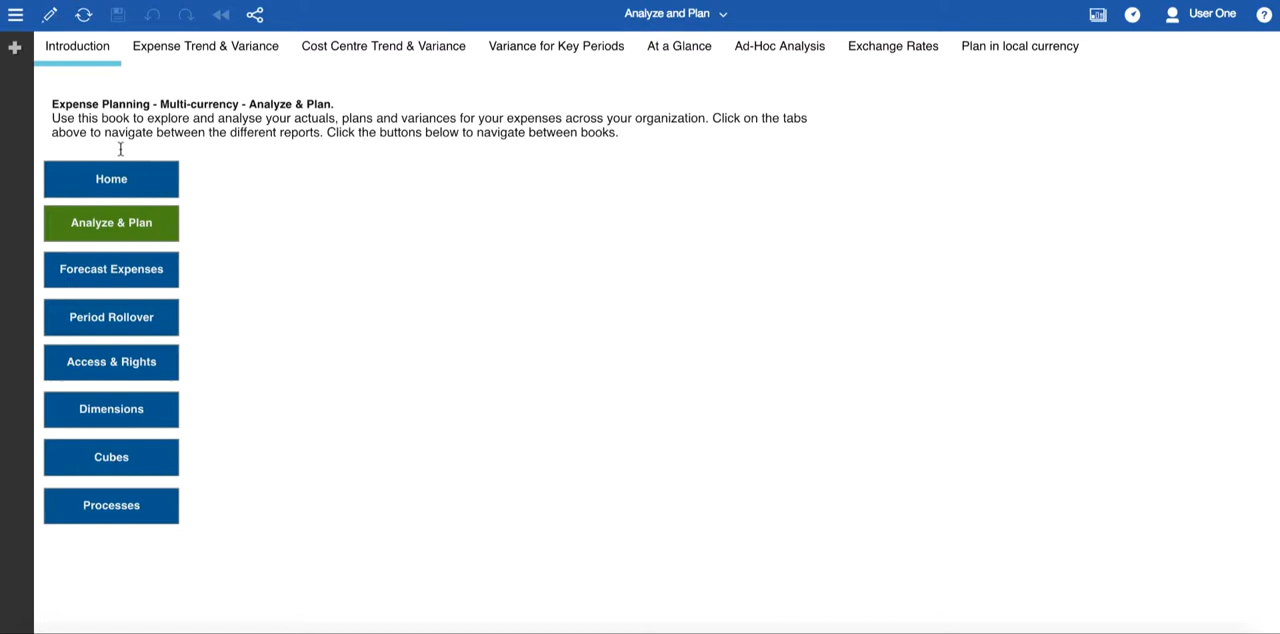 Analyze and Plan
User One
?
Introduction
Expense Trend & Variance
Cost Centre Trend & Variance
Variance for Key Periods
At a Glance
Ad-Hoc Analysis
Exchange Rates
Plan in local currency
Expense Planning - Multi-currency - Analyze & Plan.
Use this book to explore and analyse your actuals, plans and variances for your expenses across your organization. Click on the tabs
above to navigate between the different reports. Click the buttons below to navigate between books.
Home
Analyze & Plan
Forecast Expenses
Period Rollover
Access & Rights
Dimensions
Cubes
Processes